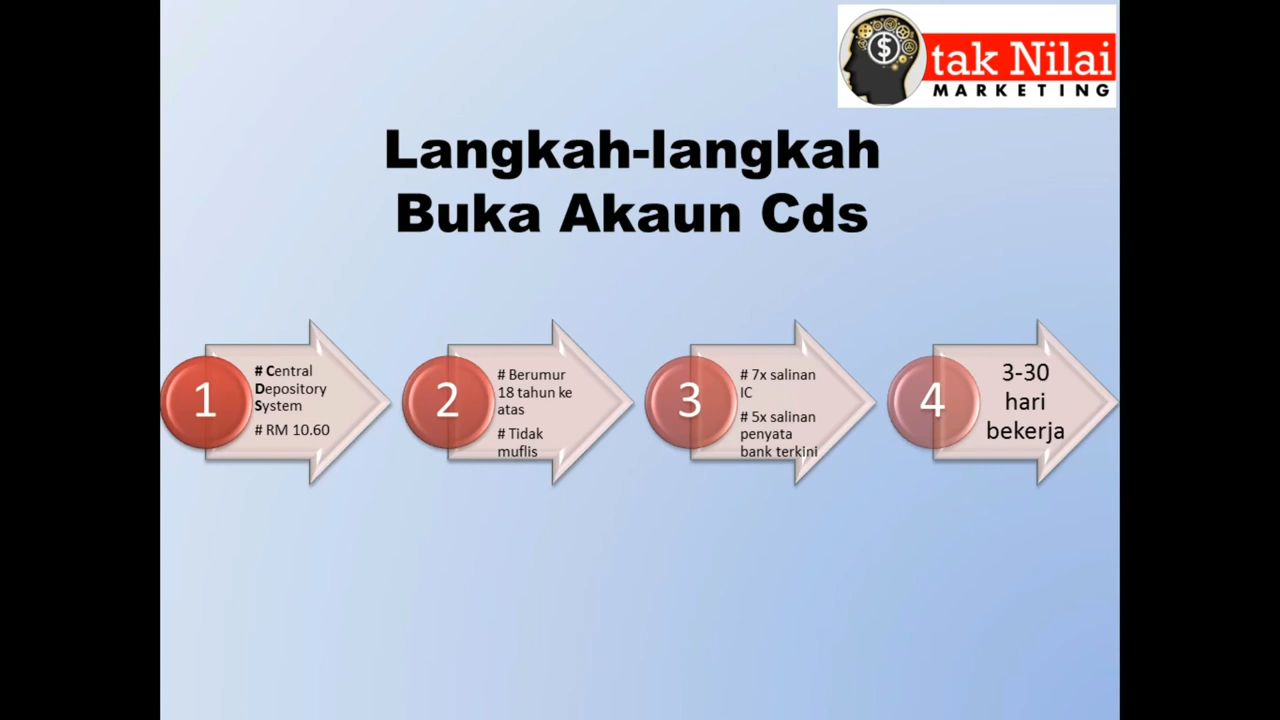 tak Nilai
MARKETING
Langkah-langkah
Buka Akaun Cds
1
# Central
Depository
System
# RM 10.60
2
# Berumur
18 tahun ke
atas
# Tidak
muflis
3
# 7x salinan
IC
# 5x salinan
penyata
bank terkini
4
3-30
hari
bekerja